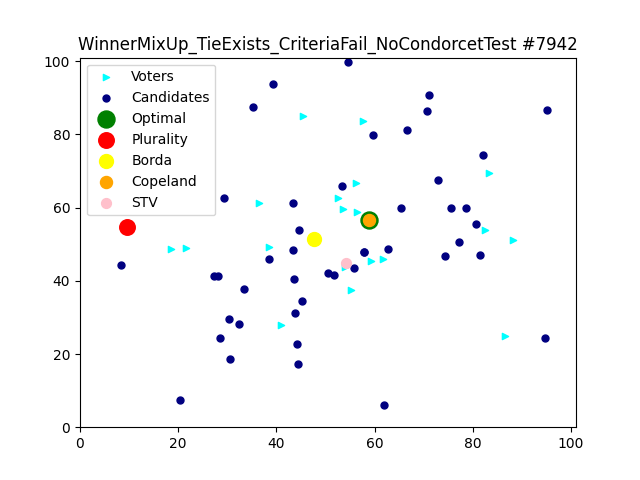 WinnerMixUp_TieExists_CriteriaFail_NoCondorcetTest #7942
100
80
60
40
20
0
Voters
Candidates
Optimal
Plurality
Borda
Copeland
STV
0 20 40 60 80 100